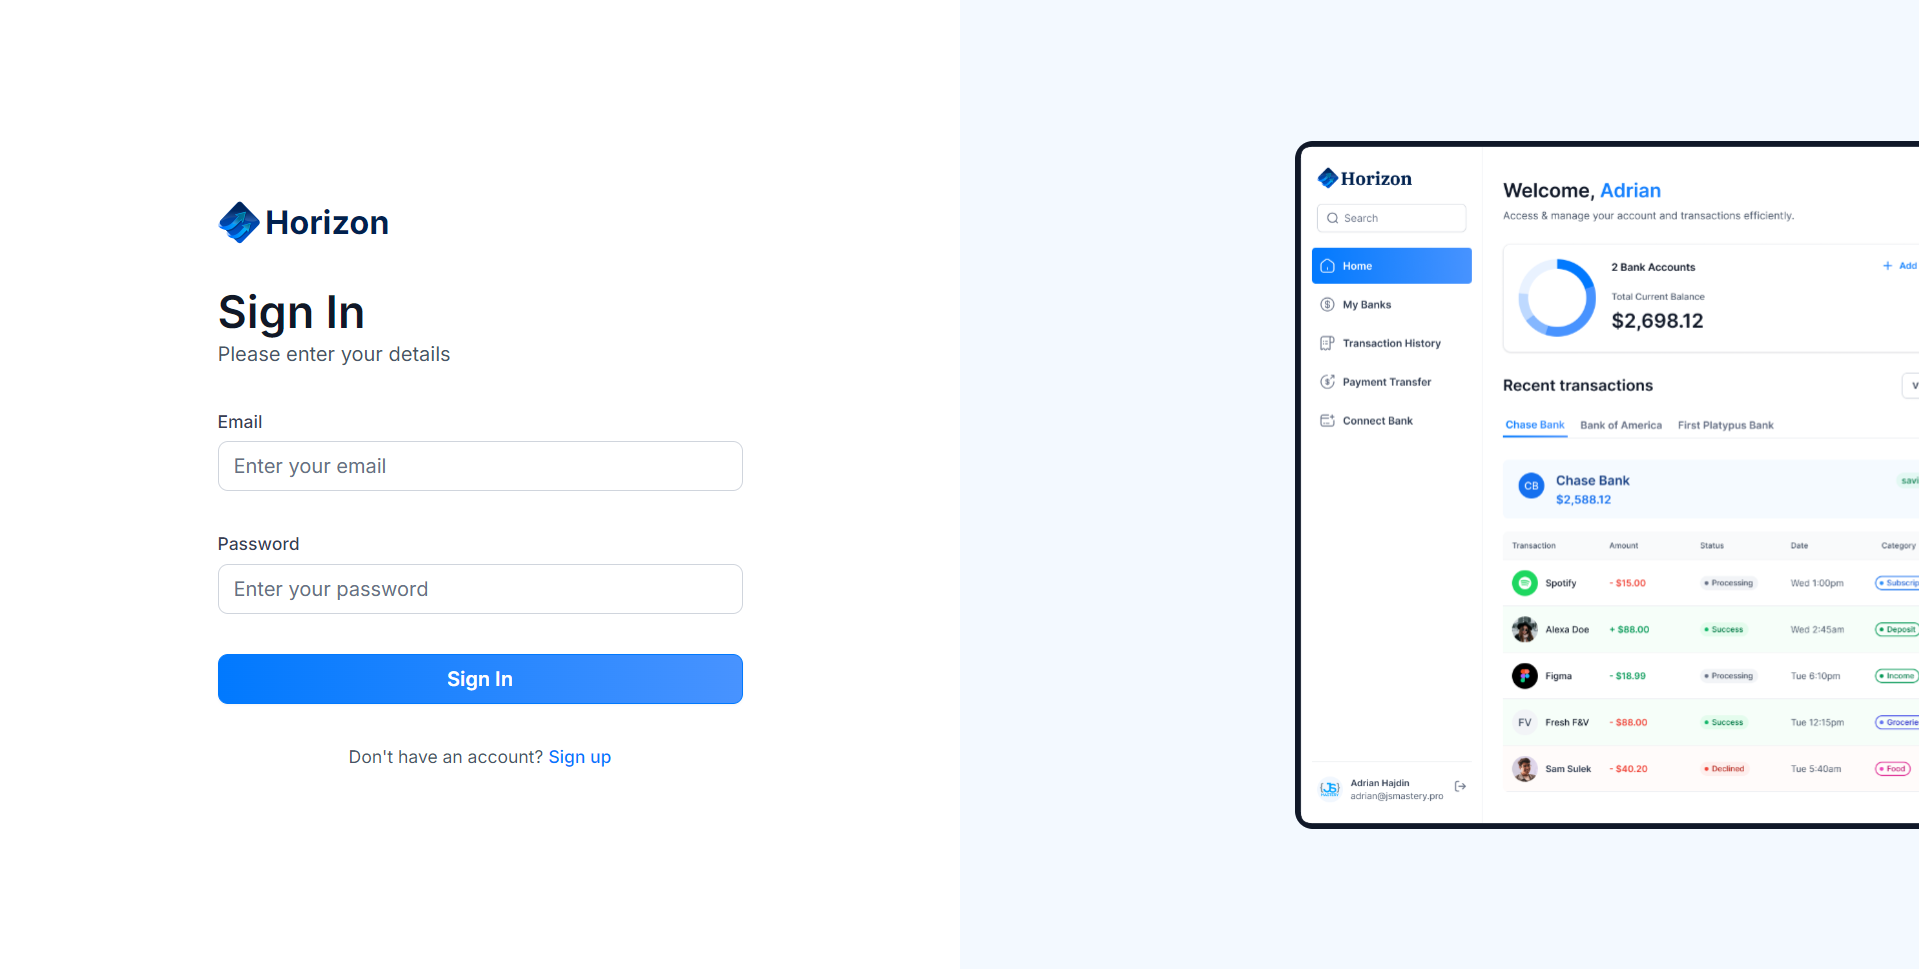 Horizon
Sign In
Please enter your details
Email
Enter your email
Password
Enter your password
Sign In
Don't have an account? Sign up
Horizon
Search
Home
My Banks
Transaction History
Payment Transfer
Connect Bank
Adrian Hajdin
adrian@jsmastery.pro
Welcome, Adrian
Access & manage your account and transactions efficiently.
2 Bank Accounts
+ Add
Total Current Balance
$2,698.12
Recent transactions
V
Chase Bank Bank of America First Platypus Bank
CB Chase Bank savi
$2,588.12
Transaction Amount Status Date Category
Spotify - $15.00 Processing Wed 1:00pm Subscrip
Alexa Doe + $88.00 Success Wed 2:45am Deposit
Figma - $18.99 Processing Tue 6:10pm Income
FV Fresh F&V - $88.00 Success Tue 12:15pm Grocerie
Sam Sulek - $40.20 Declined Tue 5:40am Food